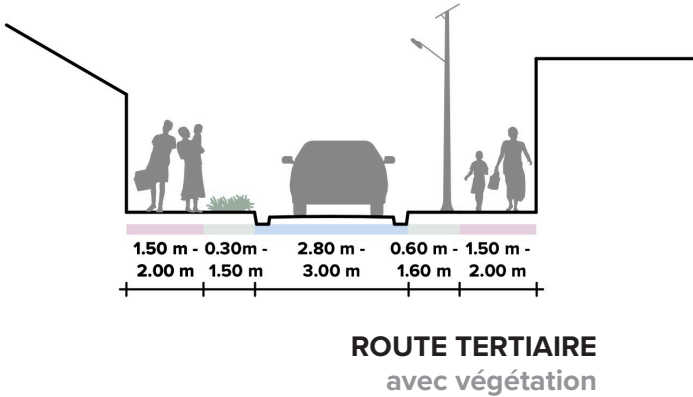 1.50 m - 0.30m - 2.80 m - 0.60 m - 1.50 m -
2.00 m 1.50 m 3.00 m 1.60 m 2.00 m
ROUTE TERTIAIRE
avec végétation